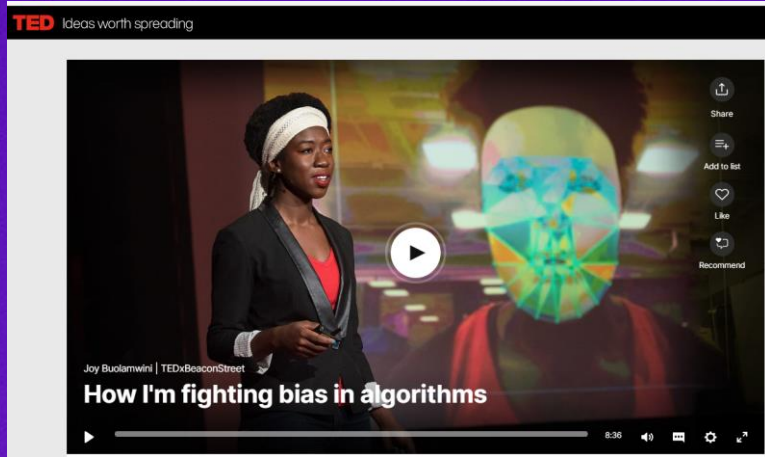 TED Ideas worth spreading
Share
Add to list
Like
Recommend
Joy Buolamwini | TEDxBeaconStreet
How I'm fighting bias in algorithms
8:36